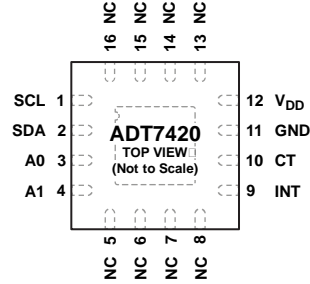 16 NC
15 NC
14 NC
13 NC
SCL 1
SDA 2
A0 3
A1 4
ADT7420
TOP VIEW
(Not to Scale)
12 VDD
11 GND
10 CT
9 INT
NC 5
NC 6
NC 7
NC 8